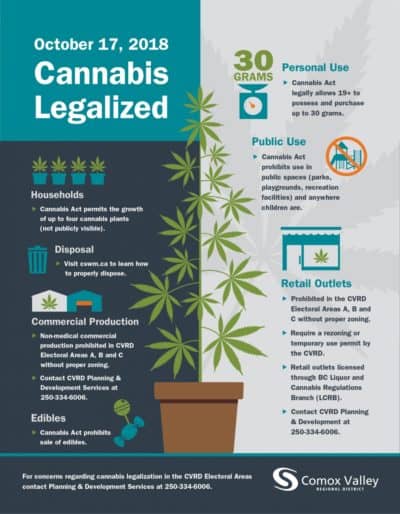 October 17, 2018
Cannabis
Legalized
Households
Cannabis Act permits the growth
of up to four cannabis plants
(not publicly visible).
Disposal
Visit cswm.ca to learn how
to properly dispose.
Commercial Production
Non-medical commercial
production prohibited in CVRD
Electoral Areas A, B and C
without proper zoning.
Contact CVRD Planning &
Development Services at
250-334-6006.
Edibles
Cannabis Act prohibits
sale of edibles.
30
GRAMS
Personal Use
Cannabis Act
legally allows 19+ to
possess and purchase
up to 30 grams.
Public Use
Cannabis Act
prohibits use in
public spaces (parks,
playgrounds, recreation
facilities) and anywhere
children are.
Retail Outlets
Prohibited in the CVRD
Electoral Areas A, B and
C without proper zoning.
Require a rezoning or
temporary use permit by
the CVRD.
Retail outlets licensed
through BC Liquor and
Cannabis Regulations
Branch (LCRB).
Contact CVRD Planning
& Development at
250-334-6006.
For concerns regarding cannabis legalization in the CVRD Electoral Areas
contact Planning & Development Services at 250-334-6006.
Comox Valley
REGIONAL DISTRICT